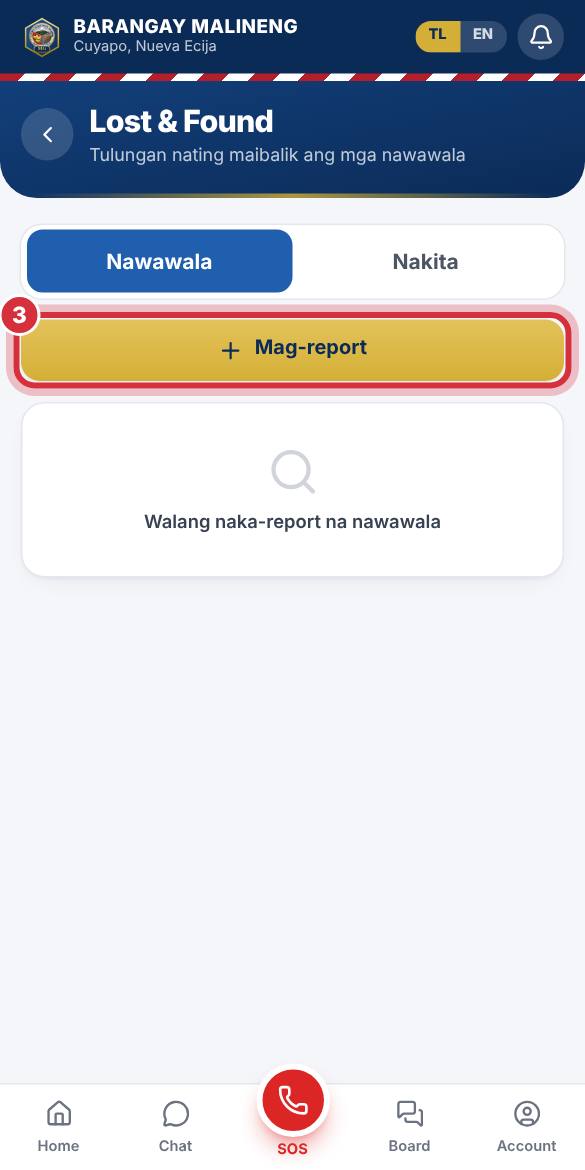 BARANGAY MALINENG
Cuyapo, Nueva Ecija
TL EN
Lost & Found
Tulungan nating maibalik ang mga nawawala
Nawawala Nakita
3
+ Mag-report
Walang naka-report na nawawala
Home Chat SOS Board Account